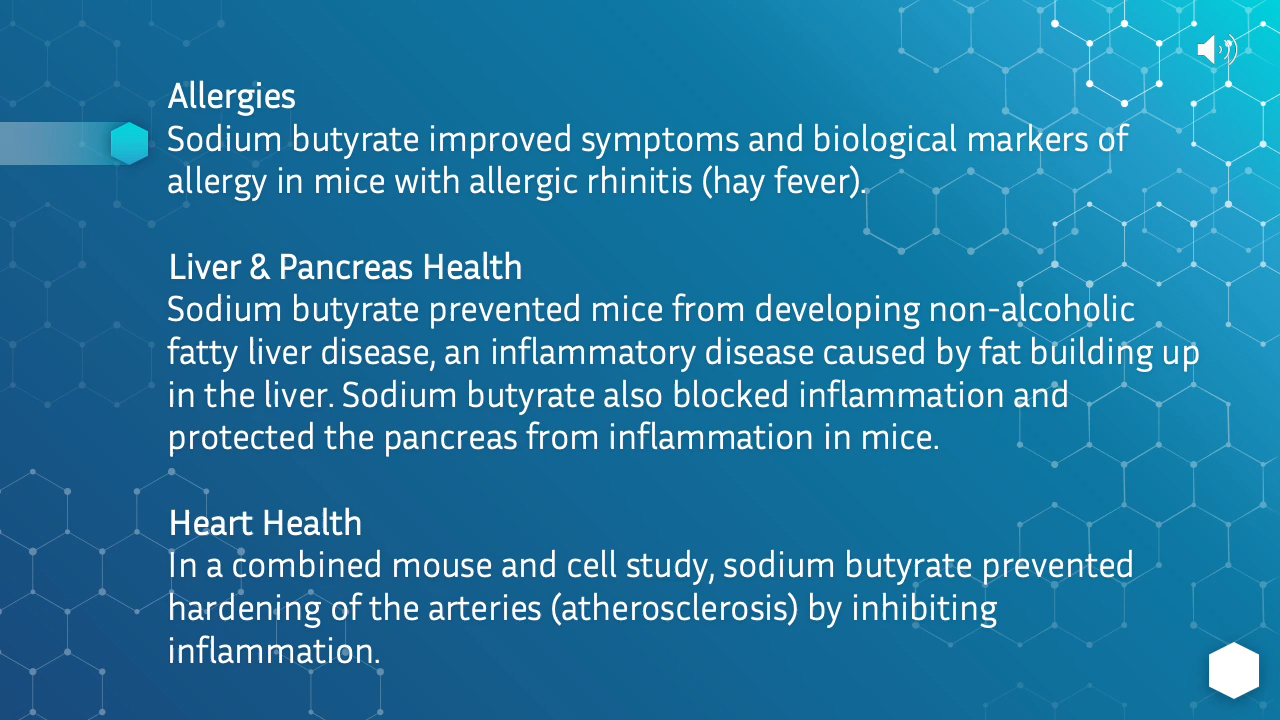 Allergies
Sodium butyrate improved symptoms and biological markers of
allergy in mice with allergic rhinitis (hay fever).
Liver & Pancreas Health
Sodium butyrate prevented mice from developing non-alcoholic
fatty liver disease, an inflammatory disease caused by fat building up
in the liver. Sodium butyrate also blocked inflammation and
protected the pancreas from inflammation in mice.
Heart Health
In a combined mouse and cell study, sodium butyrate prevented
hardening of the arteries (atherosclerosis) by inhibiting
inflammation.